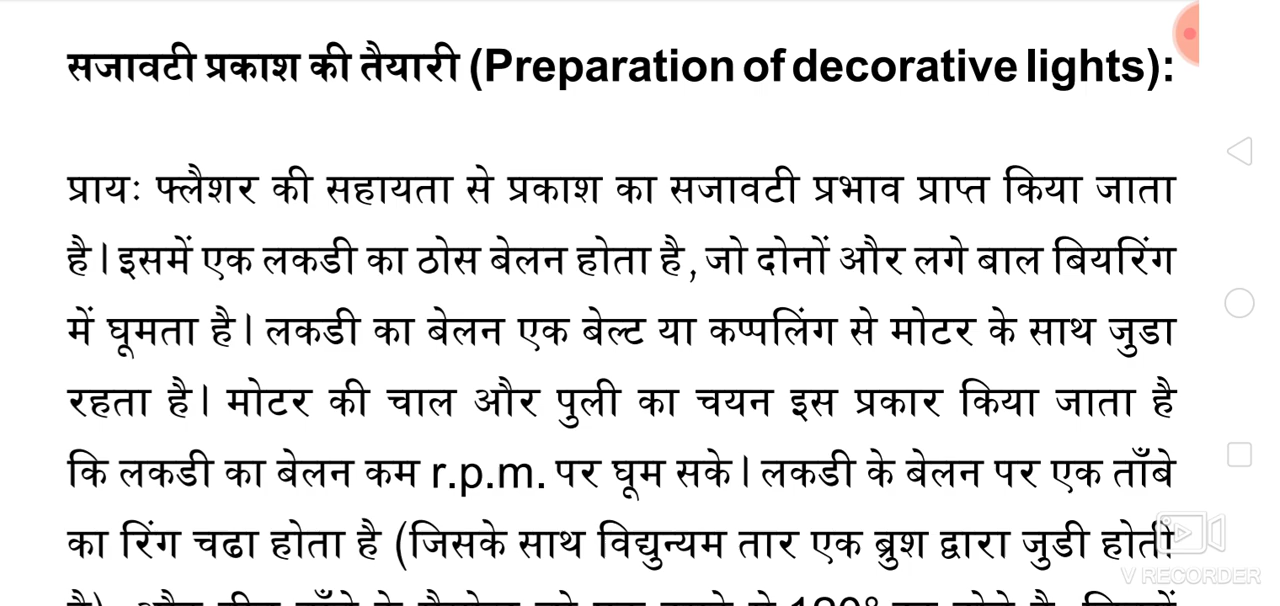 सजावटी प्रकाश की तैयारी (Preparation of decorative lights):
प्रायः फ्लैशर की सहायता से प्रकाश का सजावटी प्रभाव प्राप्त किया जाता
है। इसमें एक लकडी का ठोस बेलन होता है, जो दोनों और लगे बाल बियरिंग
में घूमता है। लकडी का बेलन एक बेल्ट या कप्पलिंग से मोटर के साथ जुडा
रहता है। मोटर की चाल और पुली का चयन इस प्रकार किया जाता है
कि लकडी का बेलन कम r.p.m. पर घूम सके। लकडी के बेलन पर एक ताँबे
का रिंग चढा होता है (जिसके साथ विद्युन्यम तार एक ब्रुश द्वारा जुडी होती
V RECORDER